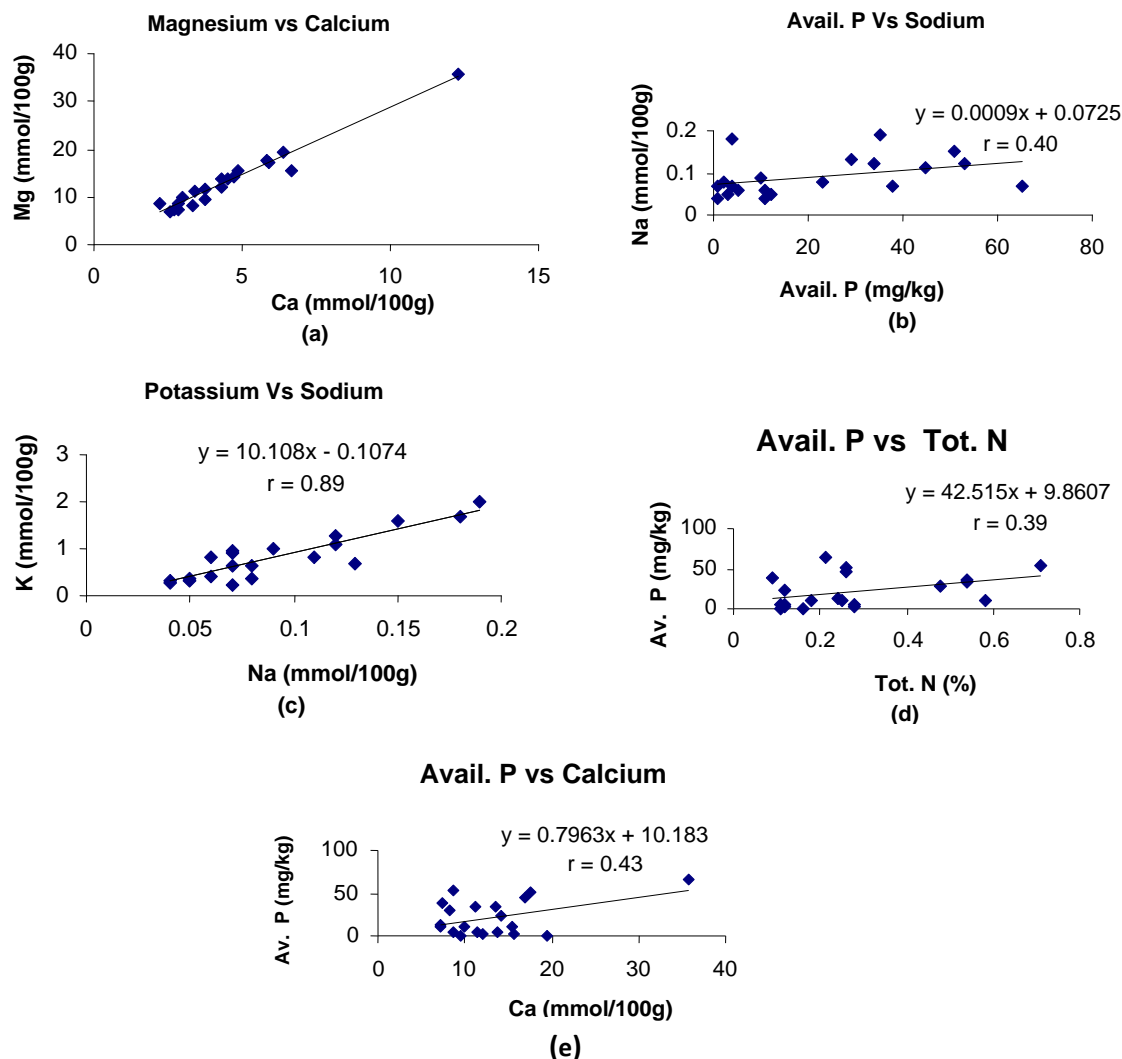 Magnesium vs Calcium
Mg (mmol/100g)
40
30
20
10
0
0 5 10 15
Ca (mmol/100g)
(a)
Avail. P Vs Sodium
Na (mmol/100g)
y = 0.0009x + 0.0725
r = 0.40
0.2
0.1
0
0 20 40 60 80
Avail. P (mg/kg)
(b)
Potassium Vs Sodium
K (mmol/100g)
y = 10.108x - 0.1074
r = 0.89
3
2
1
0
0 0.05 0.1 0.15 0.2
Na (mmol/100g)
(c)
Avail. P vs Tot. N
Av. P (mg/kg)
y = 42.515x + 9.8607
r = 0.39
100
50
0
0 0.2 0.4 0.6 0.8
Tot. N (%)
(d)
Avail. P vs Calcium
Av. P (mg/kg)
y = 0.7963x + 10.183
r = 0.43
100
50
0
0 10 20 30 40
Ca (mmol/100g)
(e)